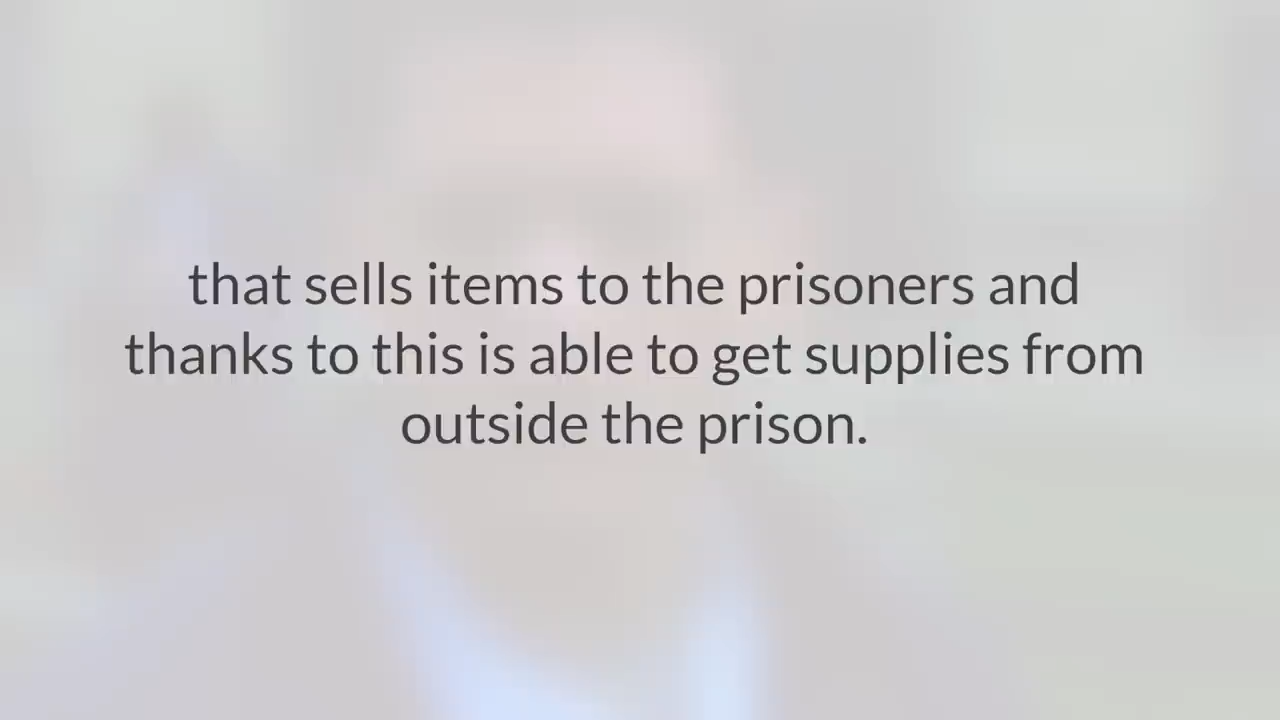 that sells items to the prisoners and
thanks to this is able to get supplies from
outside the prison.